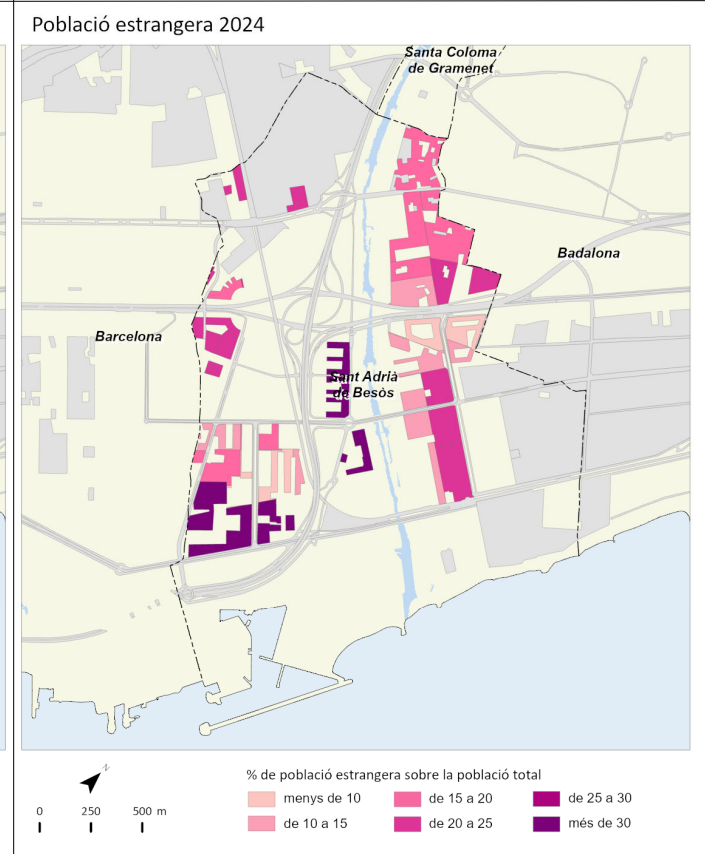 Població estrangera 2024
Santa Coloma
de Gramenet
Badalona
Barcelona
Sant Adrià
de Besòs
N
% de població estrangera sobre la població total
menys de 10
de 15 a 20
de 25 a 30
de 10 a 15
de 20 a 25
més de 30
0 250 500 m